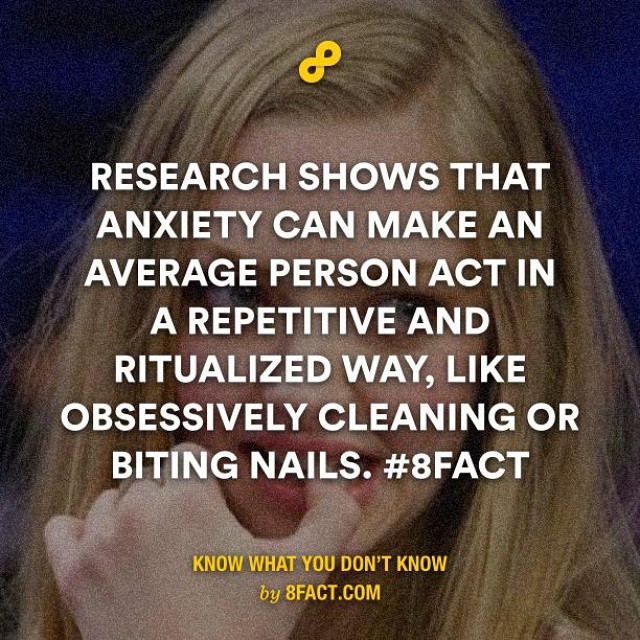 RESEARCH SHOWS THAT
ANXIETY CAN MAKE AN
AVERAGE PERSON ACT IN
A REPETITIVE AND
RITUALIZED WAY, LIKE
OBSESSIVELY CLEANING OR
BITING NAILS. #8FACT
KNOW WHAT YOU DON'T KNOW
by 8FACT.COM